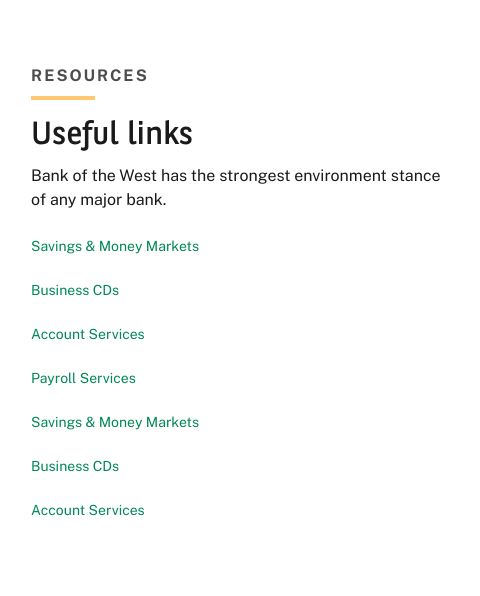 RESOURCES
Useful links
Bank of the West has the strongest environment stance
of any major bank.
Savings & Money Markets
Business CDs
Account Services
Payroll Services
Savings & Money Markets
Business CDs
Account Services